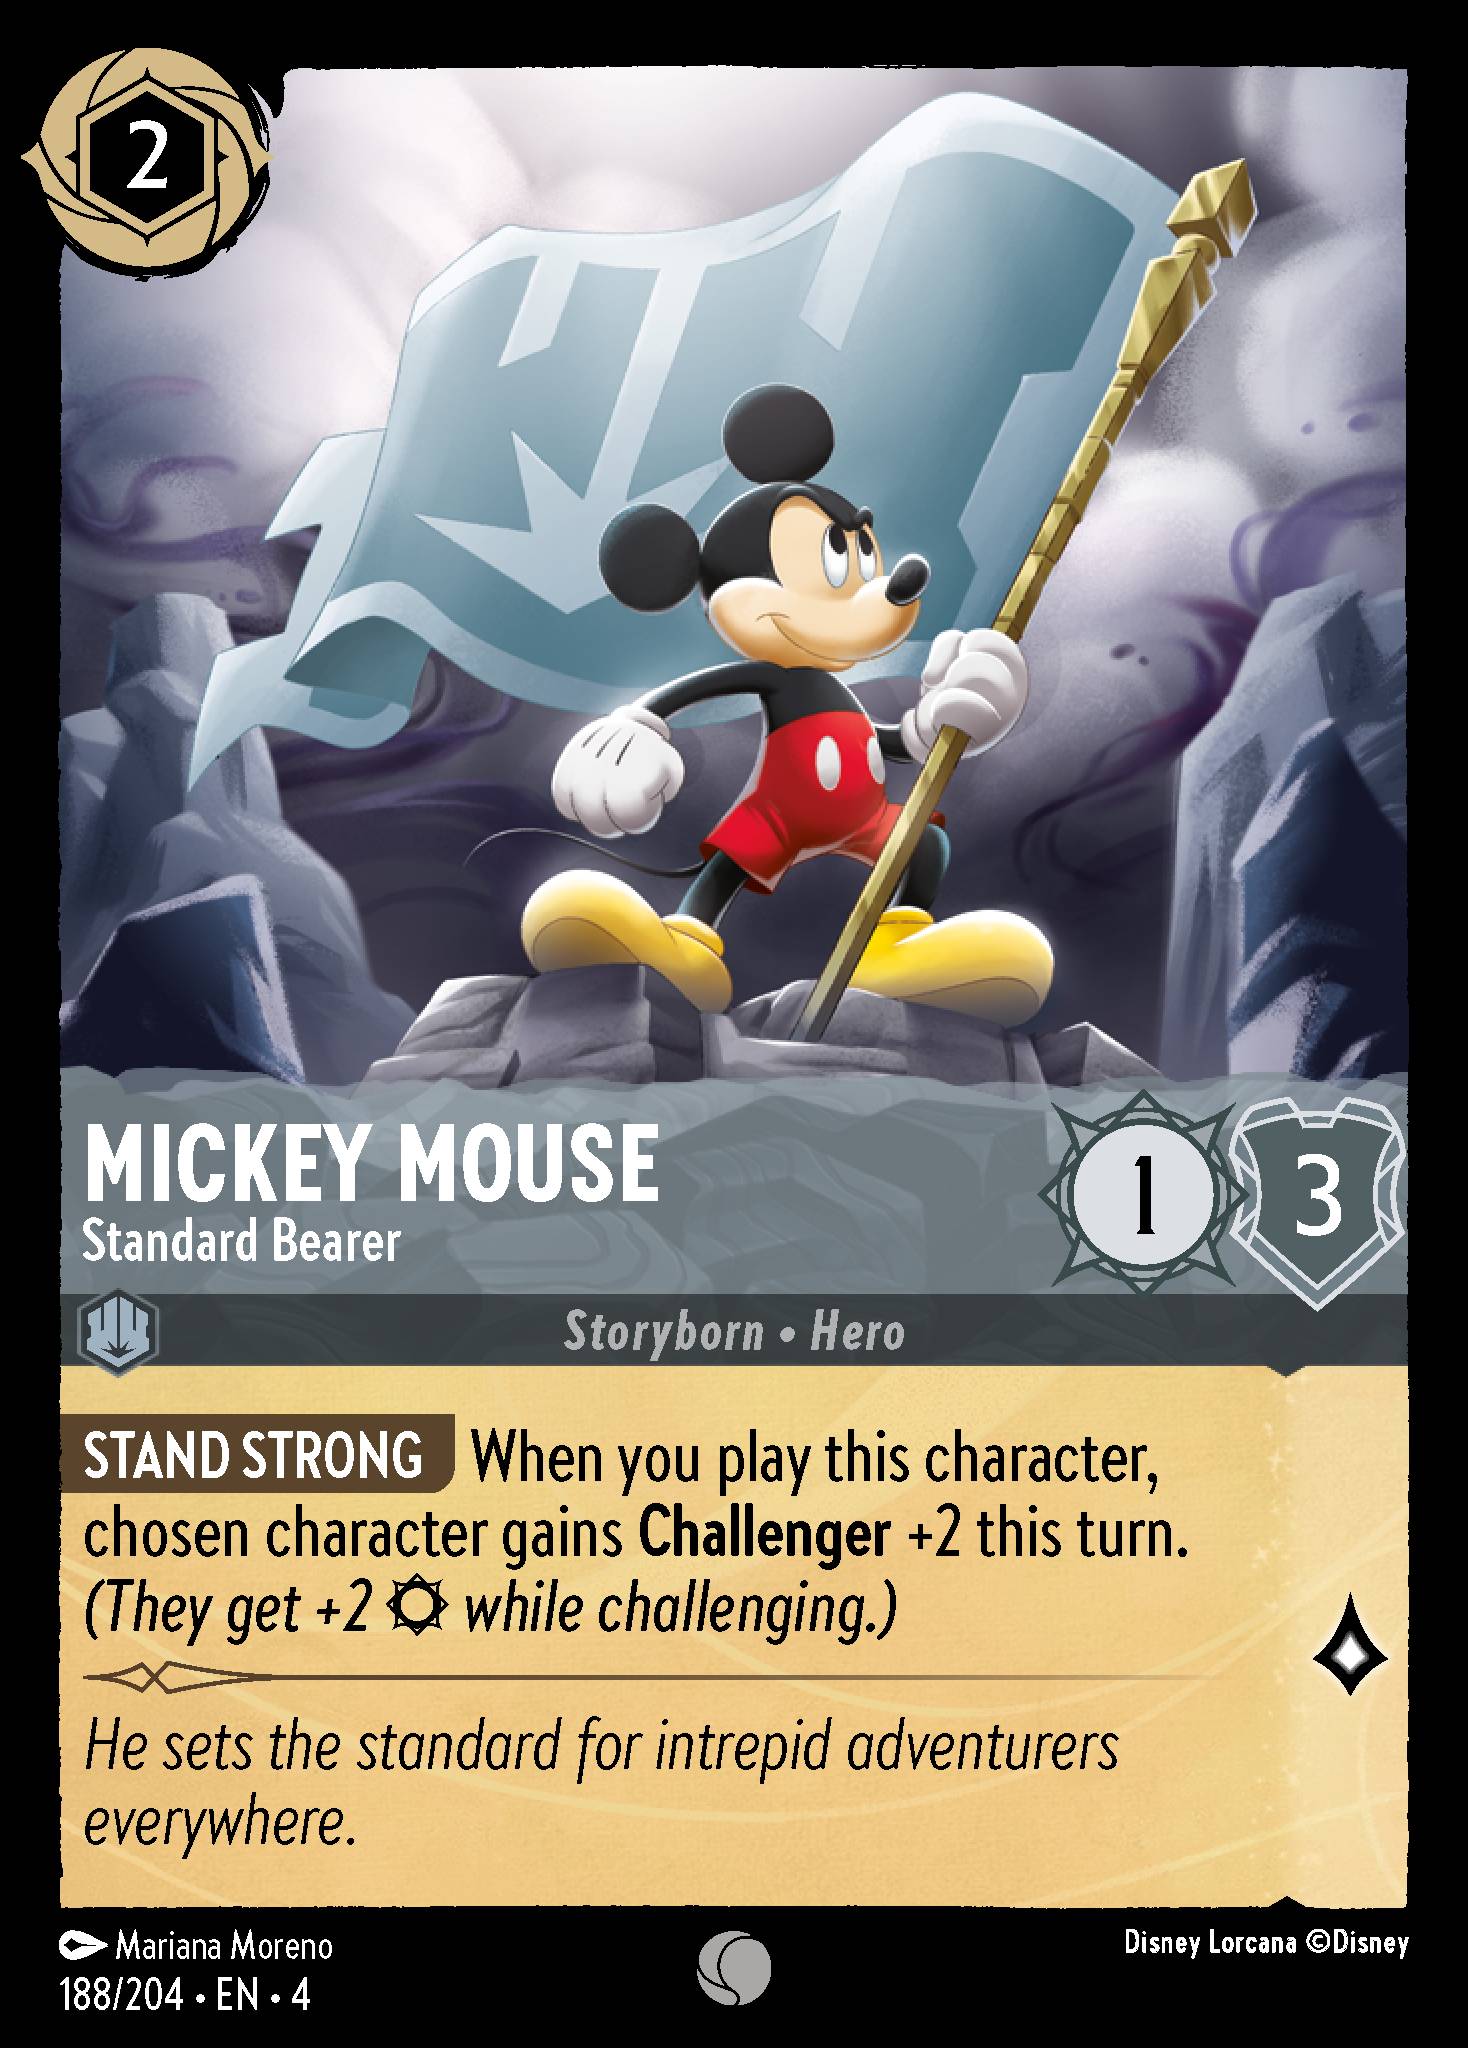 2
MICKEY MOUSE
Standard Bearer
1
3
Storyborn • Hero
STAND STRONG When you play this character,
chosen character gains Challenger +2 this turn.
(They get +2 while challenging.)
He sets the standard for intrepid adventurers
everywhere.
Mariana Moreno
Disney Lorcana ©Disney
188/204 • EN • 4